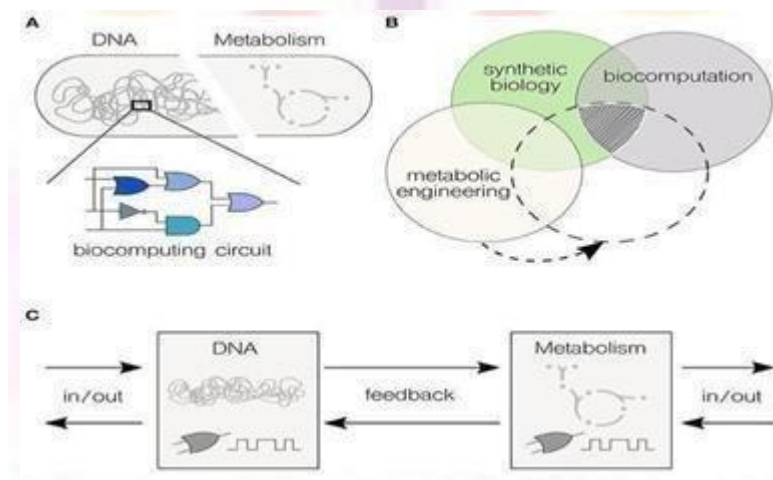 A
DNA
Metabolism
biocomputing circuit
B
synthetic
biology
biocomputation
metabolic
engineering
C
in/out
DNA
feedback
Metabolism
in/out